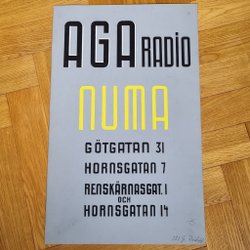 AGA RADIO
NUMA
GÖTGATAN 31
HORNSGATAN 7
RENSKÄRNASGAT. 1
OCH
HORNSGATAN 14